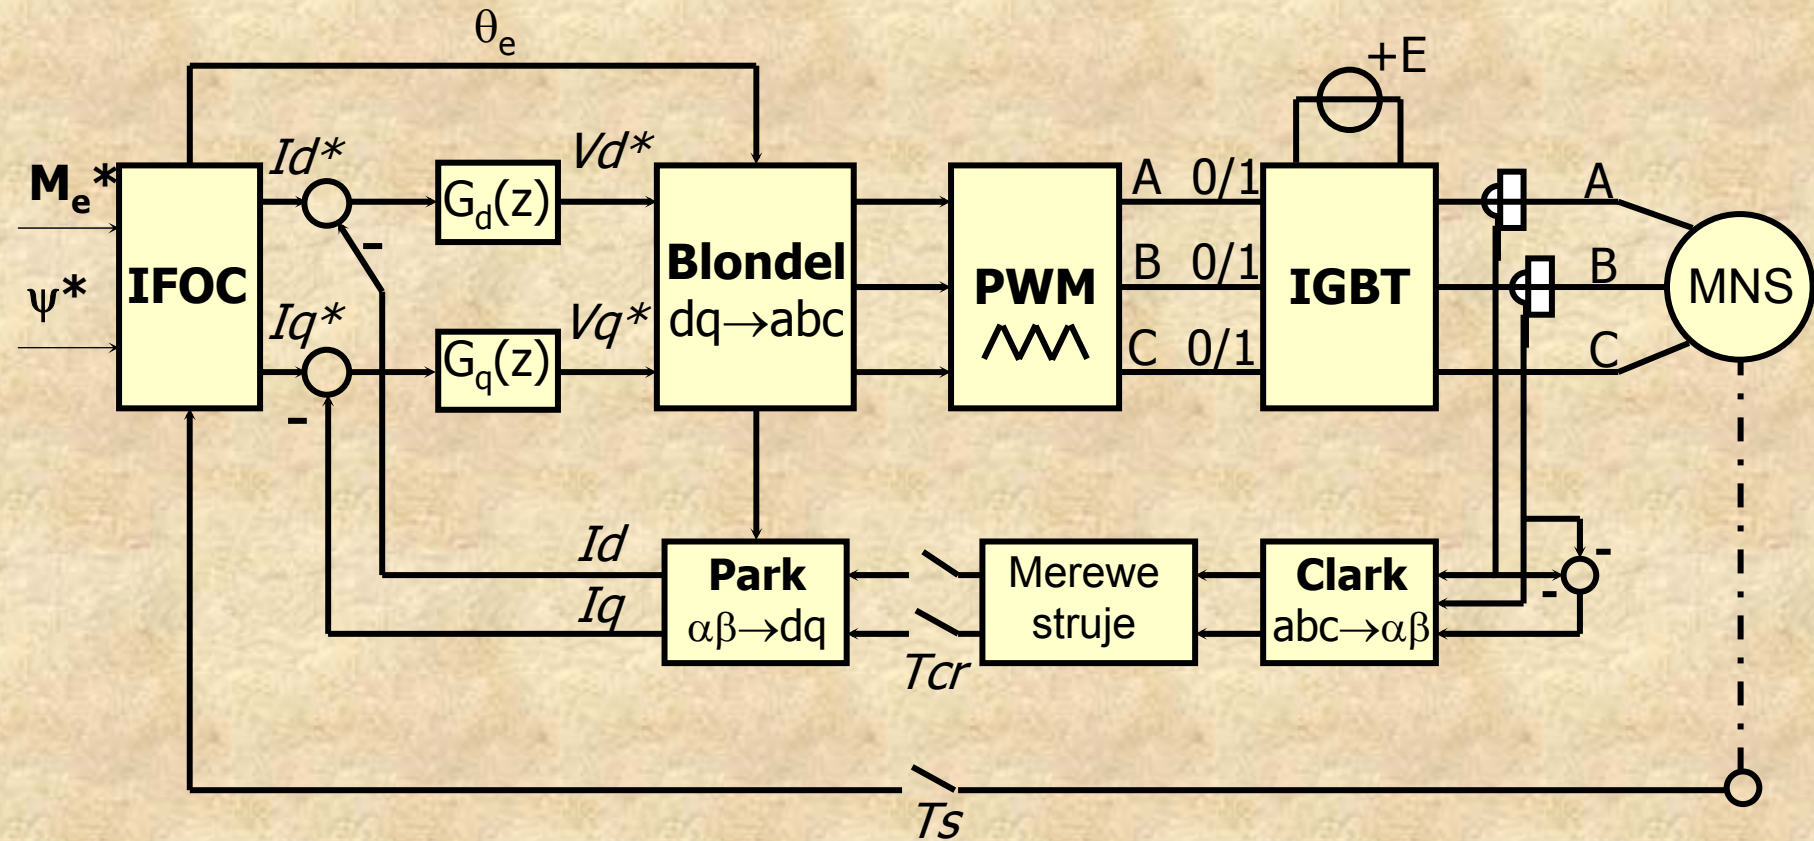 θe
+E
Me*
ψ*
IFOC
Id*
Iq*
-
-
Gd(z)
Gq(z)
Vd*
Vq*
Blondel
dq→abc
PWM
A 0/1
B 0/1
C 0/1
IGBT
A
B
C
MNS
Id
Iq
Park
αβ→dq
Tcr
Merewe
struje
Clark
abc→αβ
-
-
Ts